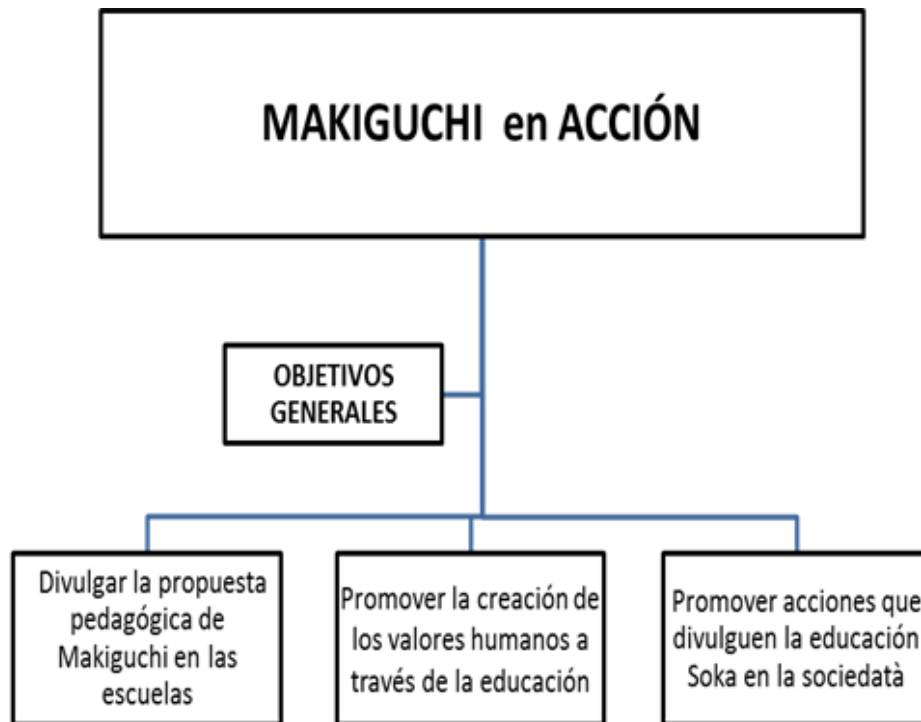 MAKIGUCHI en ACCIÓN
OBJETIVOS
GENERALES
Divulgar la propuesta
pedagógica de
Makiguchi en las
escuelas
Promover la creación de
los valores humanos a
través de la educación
Promover acciones que
divulguen la educación
Soka en la sociedatà